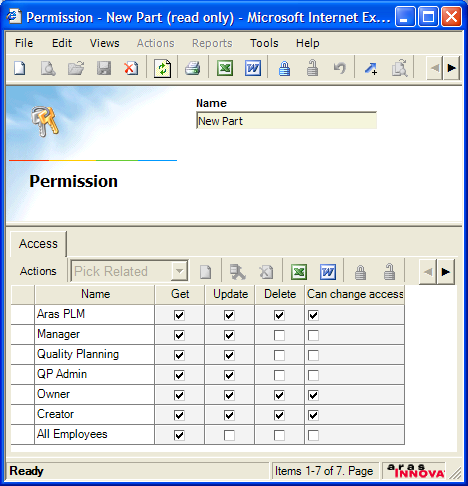 Permission - New Part (read only) - Microsoft Internet Ex...
File Edit Views Actions Reports Tools Help
Name
New Part
Permission
Access
Actions Pick Related
Name Get Update Delete Can change access
Aras PLM
Manager
Quality Planning
QP Admin
Owner
Creator
All Employees
Ready Items 1-7 of 7. Page aras INNOVA